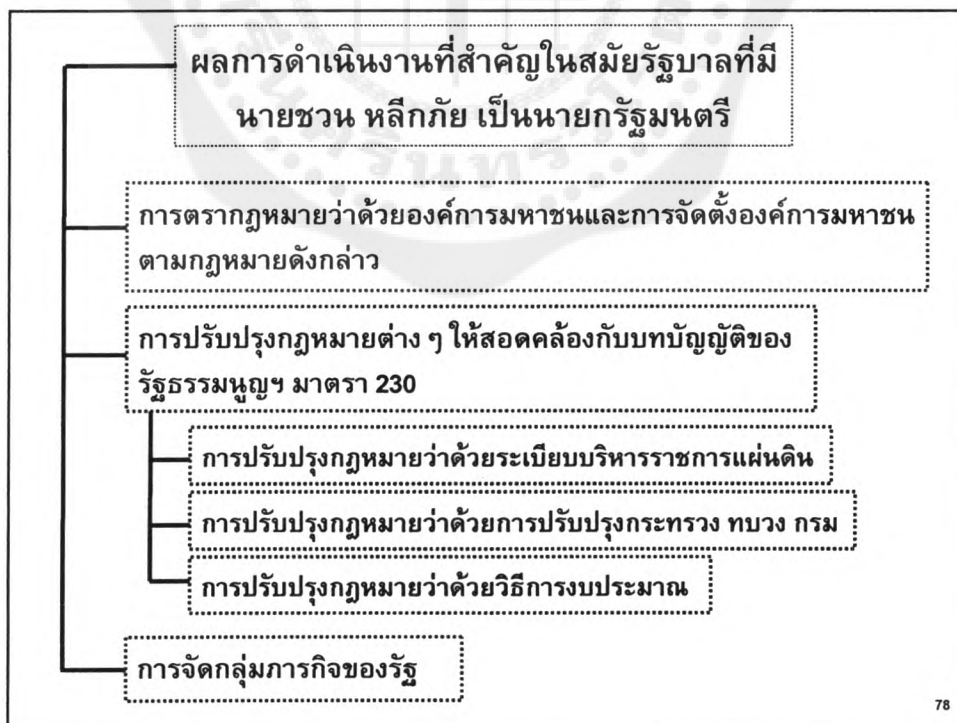 ผลการดำเนินงานที่สำคัญในสมัยรัฐบาลที่มี
นายชวน หลีกภัย เป็นนายกรัฐมนตรี
การตรากฎหมายว่าด้วยองค์การมหาชนและการจัดตั้งองค์การมหาชน
ตามกฎหมายดังกล่าว
การปรับปรุงกฎหมายต่าง ๆ ให้สอดคล้องกับบทบัญญัติของ
รัฐธรรมนูญฯ มาตรา 230
การปรับปรุงกฎหมายว่าด้วยระเบียบบริหารราชการแผ่นดิน
การปรับปรุงกฎหมายว่าด้วยการปรับปรุงกระทรวง ทบวง กรม
การปรับปรุงกฎหมายว่าด้วยวิธีการงบประมาณ
การจัดกลุ่มภารกิจของรัฐ
78